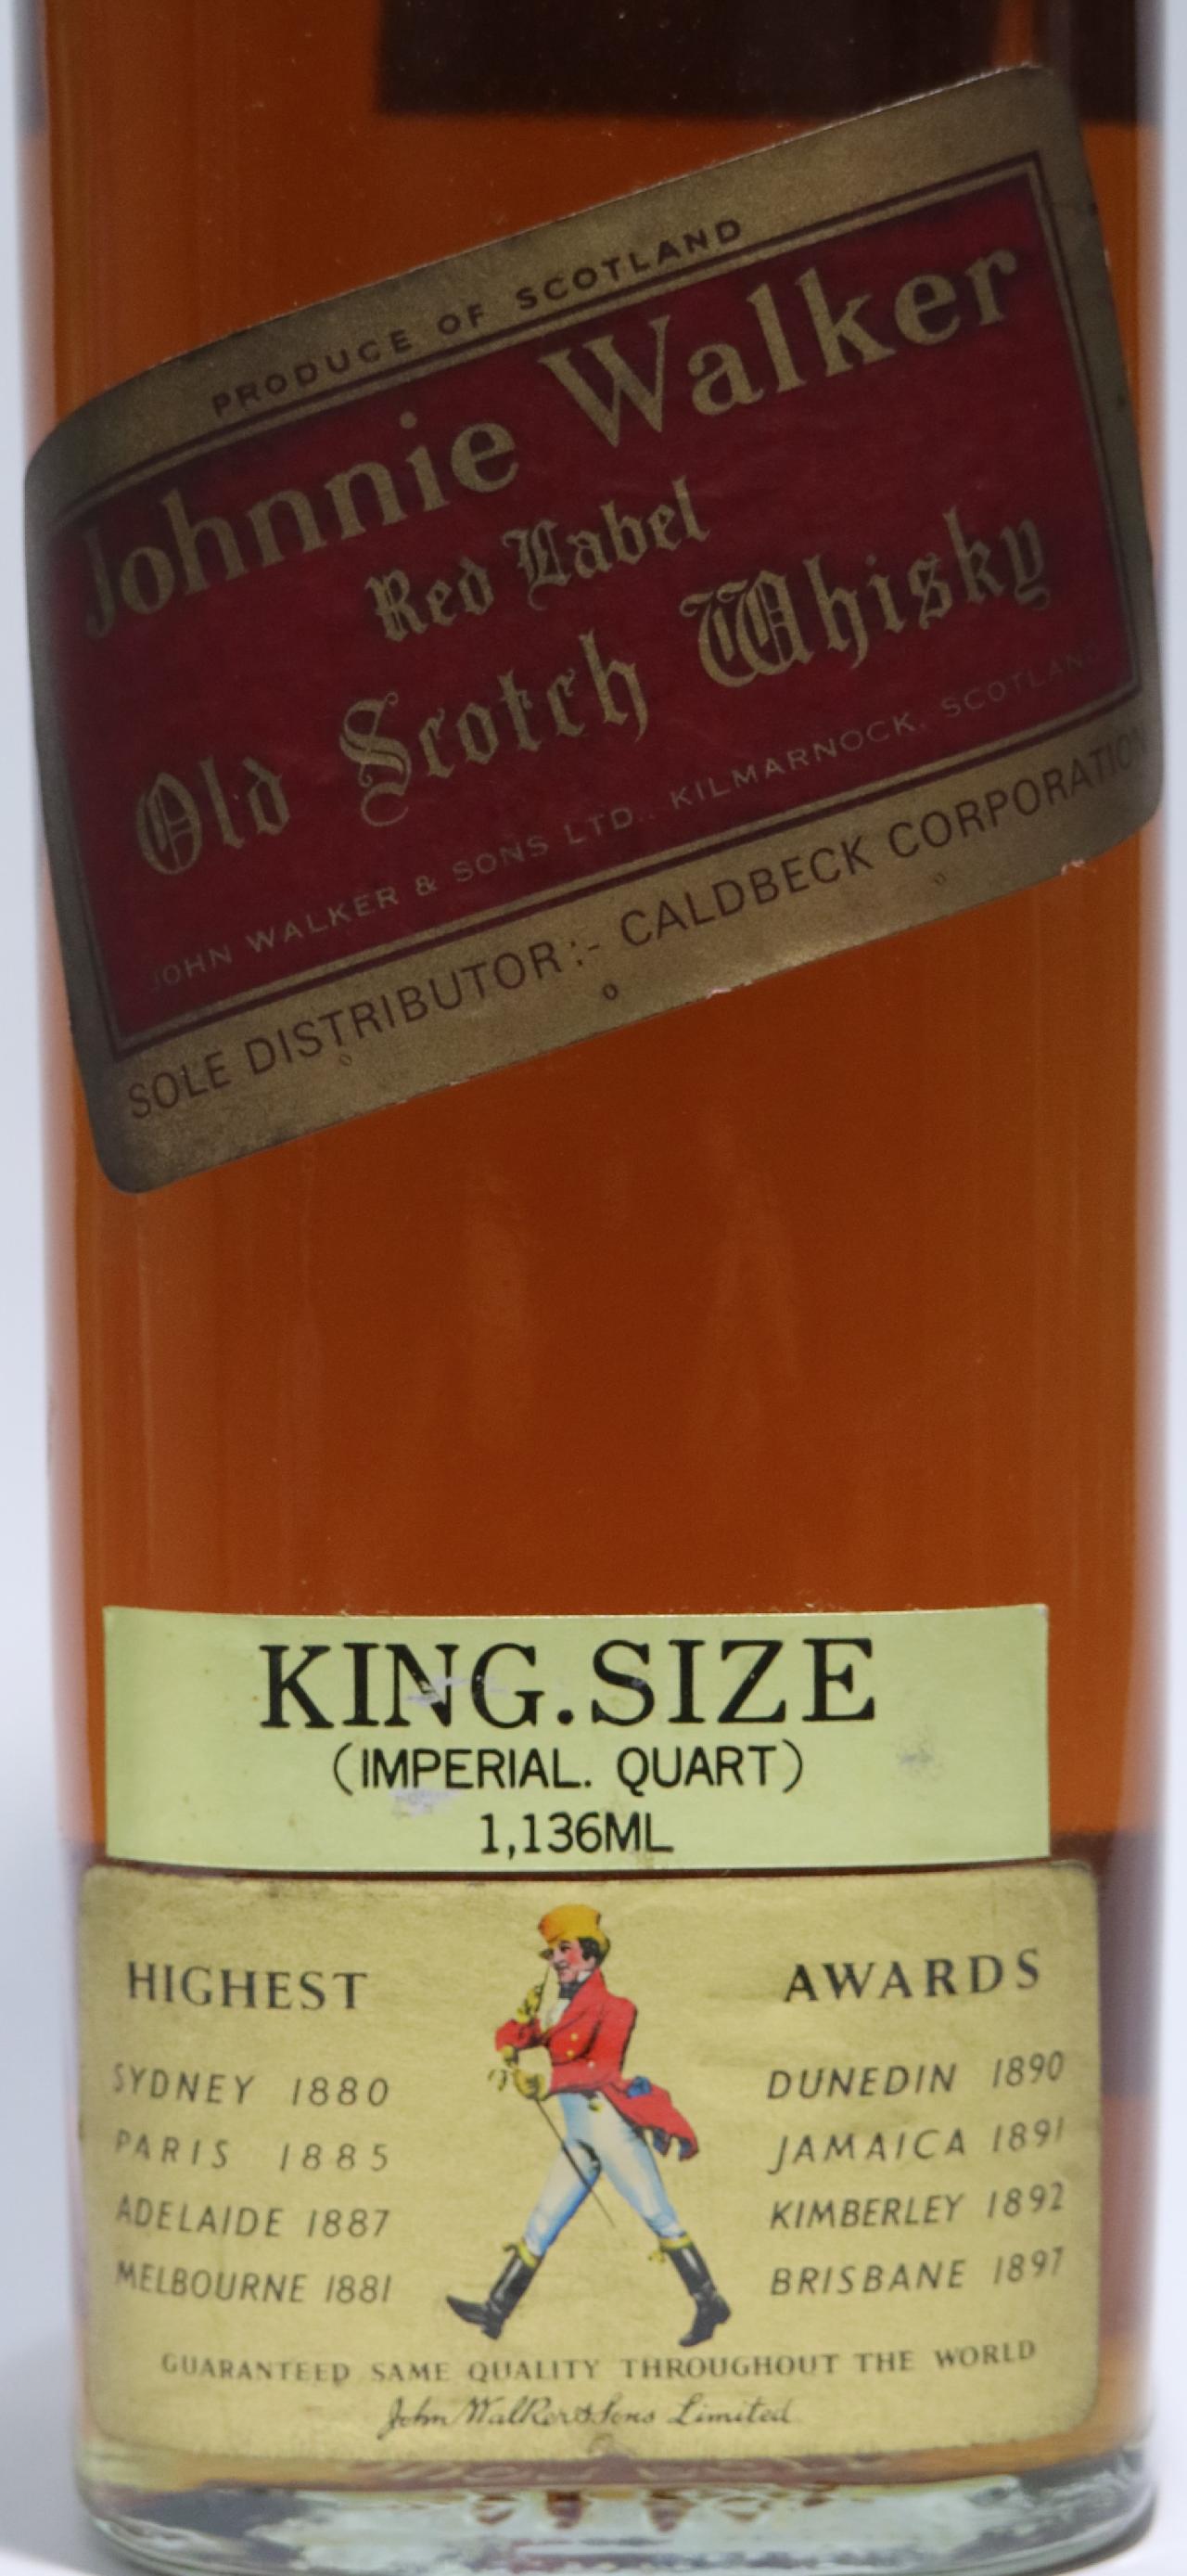 PRODUCE OF SCOTLAND
Johnnie Walker
Red Label
Old Scotch Whisky
JOHN WALKER & SONS LTD., KILMARNOCK, SCOTLAND
SOLE DISTRIBUTOR:- CALDBECK CORPORATION
KING.SIZE
(IMPERIAL. QUART)
1,136ML
HIGHEST AWARDS
SYDNEY 1880
PARIS 1885
ADELAIDE 1887
MELBOURNE 1881
DUNEDIN 1890
JAMAICA 1891
KIMBERLEY 1892
BRISBANE 1897
GUARANTEED SAME QUALITY THROUGHOUT THE WORLD
John Walker & Sons Limited